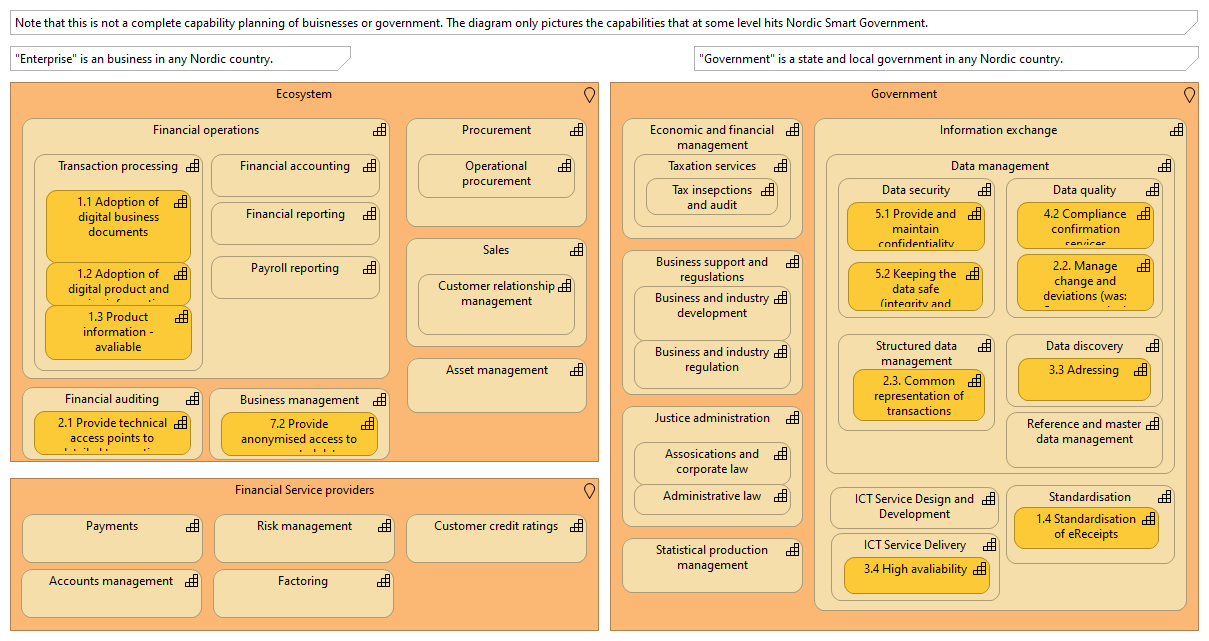 Note that this is not a complete capability planning of buisnesses or government. The diagram only pictures the capabilities that at some level hits Nordic Smart Government.
"Enterprise" is an business in any Nordic country.
"Government" is a state and local government in any Nordic country.
Ecosystem
Financial operations
Transaction processing
1.1 Adoption of
digital business
documents
1.2 Adoption of
digital product and
1.3 Product
information -
avaliable
Financial accounting
Financial reporting
Payroll reporting
Financial auditing
2.1 Provide technical
access points to
Business management
7.2 Provide
anonymised access to
Procurement
Operational
procurement
Sales
Customer relationship
management
Asset management
Financial Service providers
Payments
Risk management
Customer credit ratings
Accounts management
Factoring
Government
Economic and financial
management
Taxation services
Tax insepctions
and audit
Business support and
regusulations
Business and industry
development
Business and industry
regulation
Justice administration
Assosications and
corporate law
Administrative law
Statistical production
management
Information exchange
Data management
Data security
5.1 Provide and
maintain
confidentiality
5.2 Keeping the
data safe
(integrity and
Data quality
4.2 Compliance
confirmation
services
2.2. Manage
change and
deviations (was:
Structured data
management
2.3. Common
representation of
transactions
Data discovery
3.3 Adressing
Reference and master
data management
ICT Service Design and
Development
ICT Service Delivery
3.4 High avaliability
Standardisation
1.4 Standardisation
of eReceipts